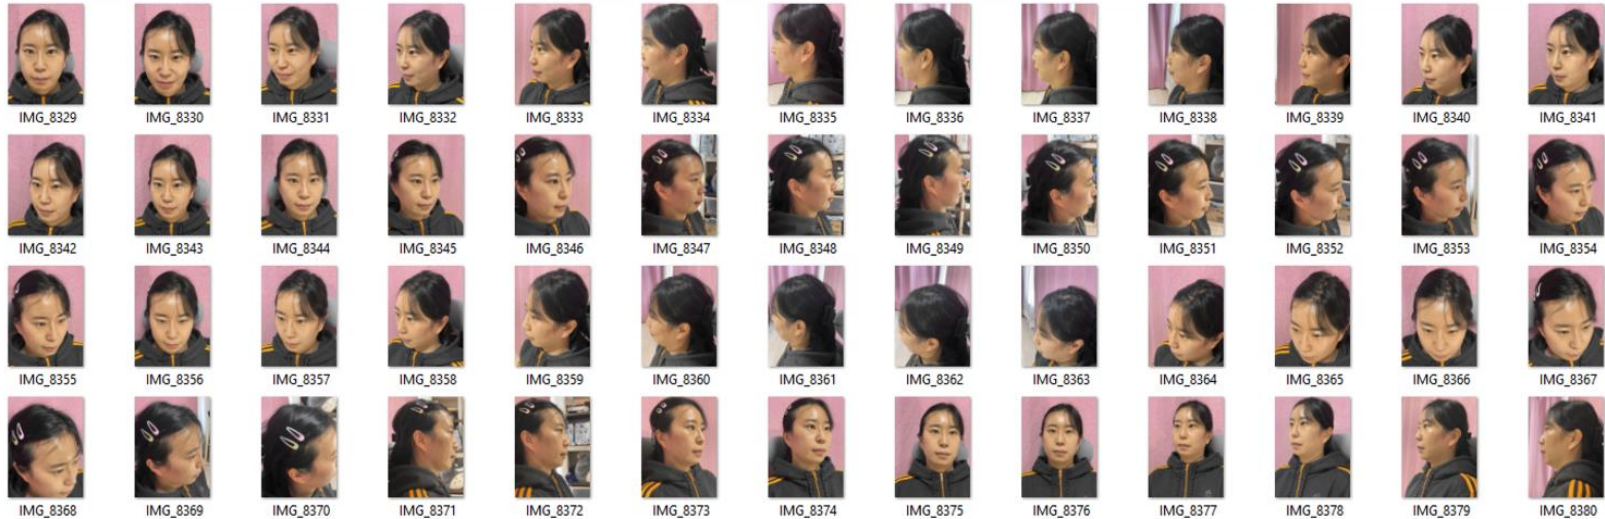 IMG_8329 IMG_8330 IMG_8331 IMG_8332 IMG_8333 IMG_8334 IMG_8335 IMG_8336 IMG_8337 IMG_8338 IMG_8339 IMG_8340 IMG_8341
IMG_8342 IMG_8343 IMG_8344 IMG_8345 IMG_8346 IMG_8347 IMG_8348 IMG_8349 IMG_8350 IMG_8351 IMG_8352 IMG_8353 IMG_8354
IMG_8355 IMG_8356 IMG_8357 IMG_8358 IMG_8359 IMG_8360 IMG_8361 IMG_8362 IMG_8363 IMG_8364 IMG_8365 IMG_8366 IMG_8367
IMG_8368 IMG_8369 IMG_8370 IMG_8371 IMG_8372 IMG_8373 IMG_8374 IMG_8375 IMG_8376 IMG_8377 IMG_8378 IMG_8379 IMG_8380